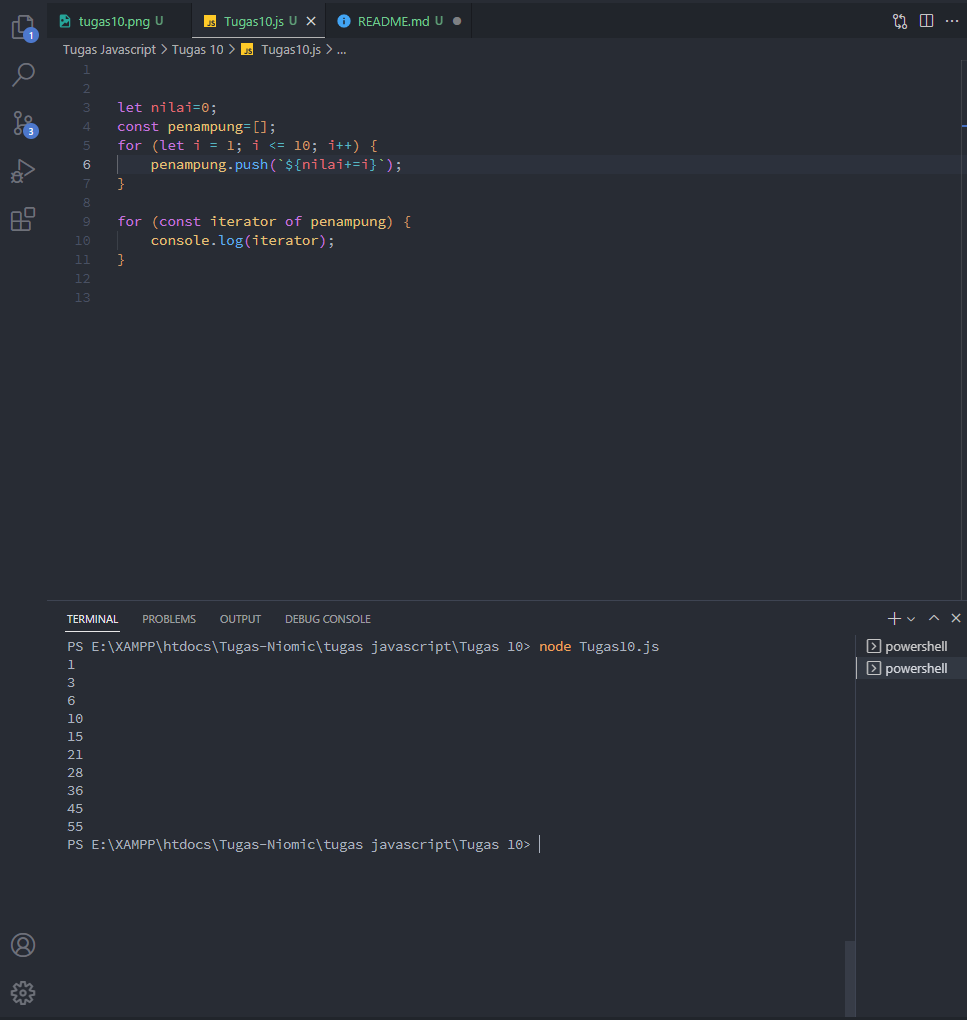 tugas10.png U
JS Tugas10.js U
README.md U
1
Tugas Javascript > Tugas 10 > JS Tugas10.js > ...
1
2
3 let nilai=0;
4 const penampung=[];
5 for (let i = 1; i <= 10; i++) {
6 penampung.push(`${nilai+=i}`);
7 }
8
9 for (const iterator of penampung) {
10 console.log(iterator);
11 }
12
13
3
TERMINAL PROBLEMS OUTPUT DEBUG CONSOLE
PS E:\XAMPP\htdocs\Tugas-Niomic\tugas javascript\Tugas 10> node Tugas10.js
1
3
6
10
15
21
28
36
45
55
PS E:\XAMPP\htdocs\Tugas-Niomic\tugas javascript\Tugas 10>
powershell
powershell